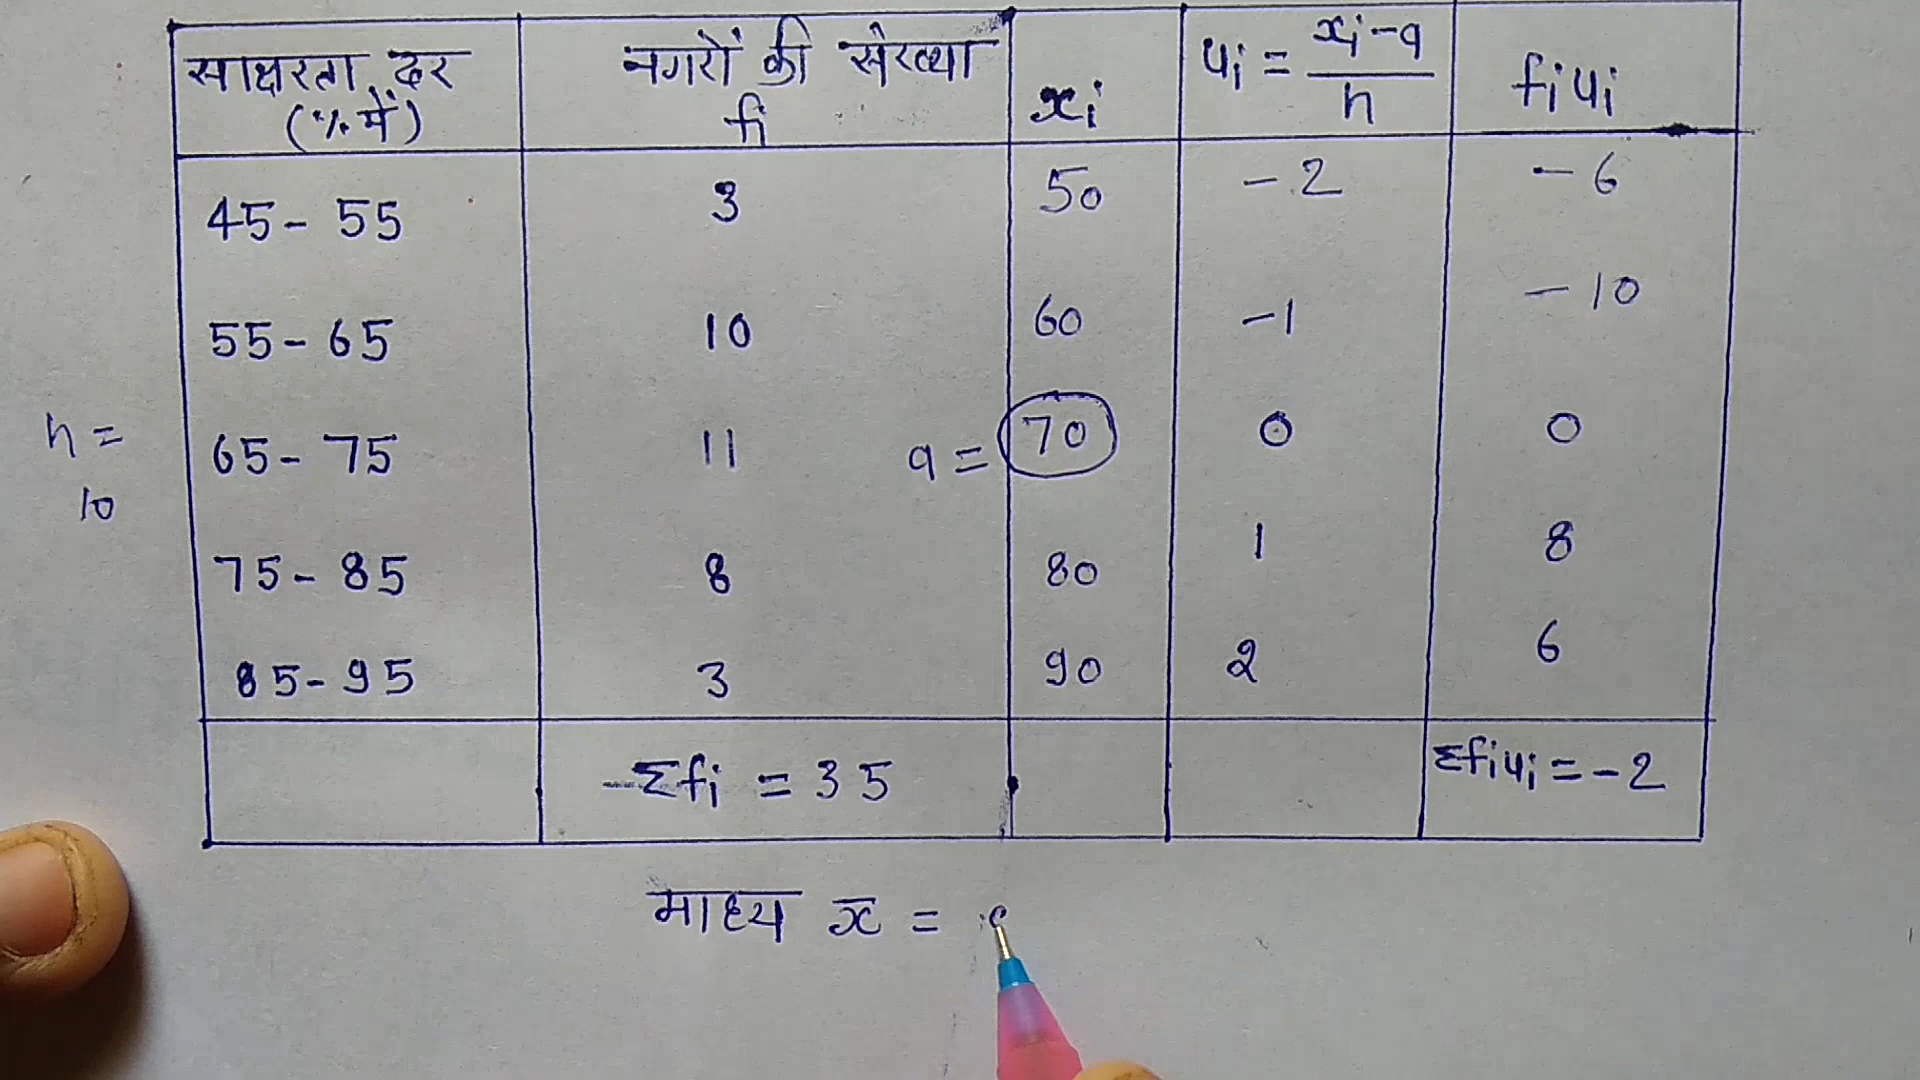 साक्षरता दर (% में) नगरों की संख्या fi xi ui = xi-a/h fiui
45-55 3 50 -2 -6
55-65 10 60 -1 -10
h = 10 65-75 11 a = 70 0 0
75-85 8 80 1 8
85-95 3 90 2 6
Σfi = 35 Σfiui = -2
माध्य x̄ =